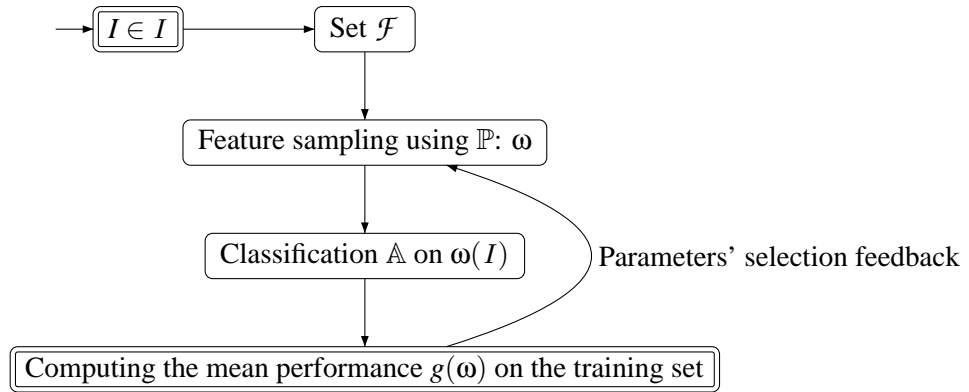 I ∈ I
Set ℱ
Feature sampling using ℙ: ω
Classification 𝔸 on ω(I)
Parameters’ selection feedback
Computing the mean performance g(ω) on the training set